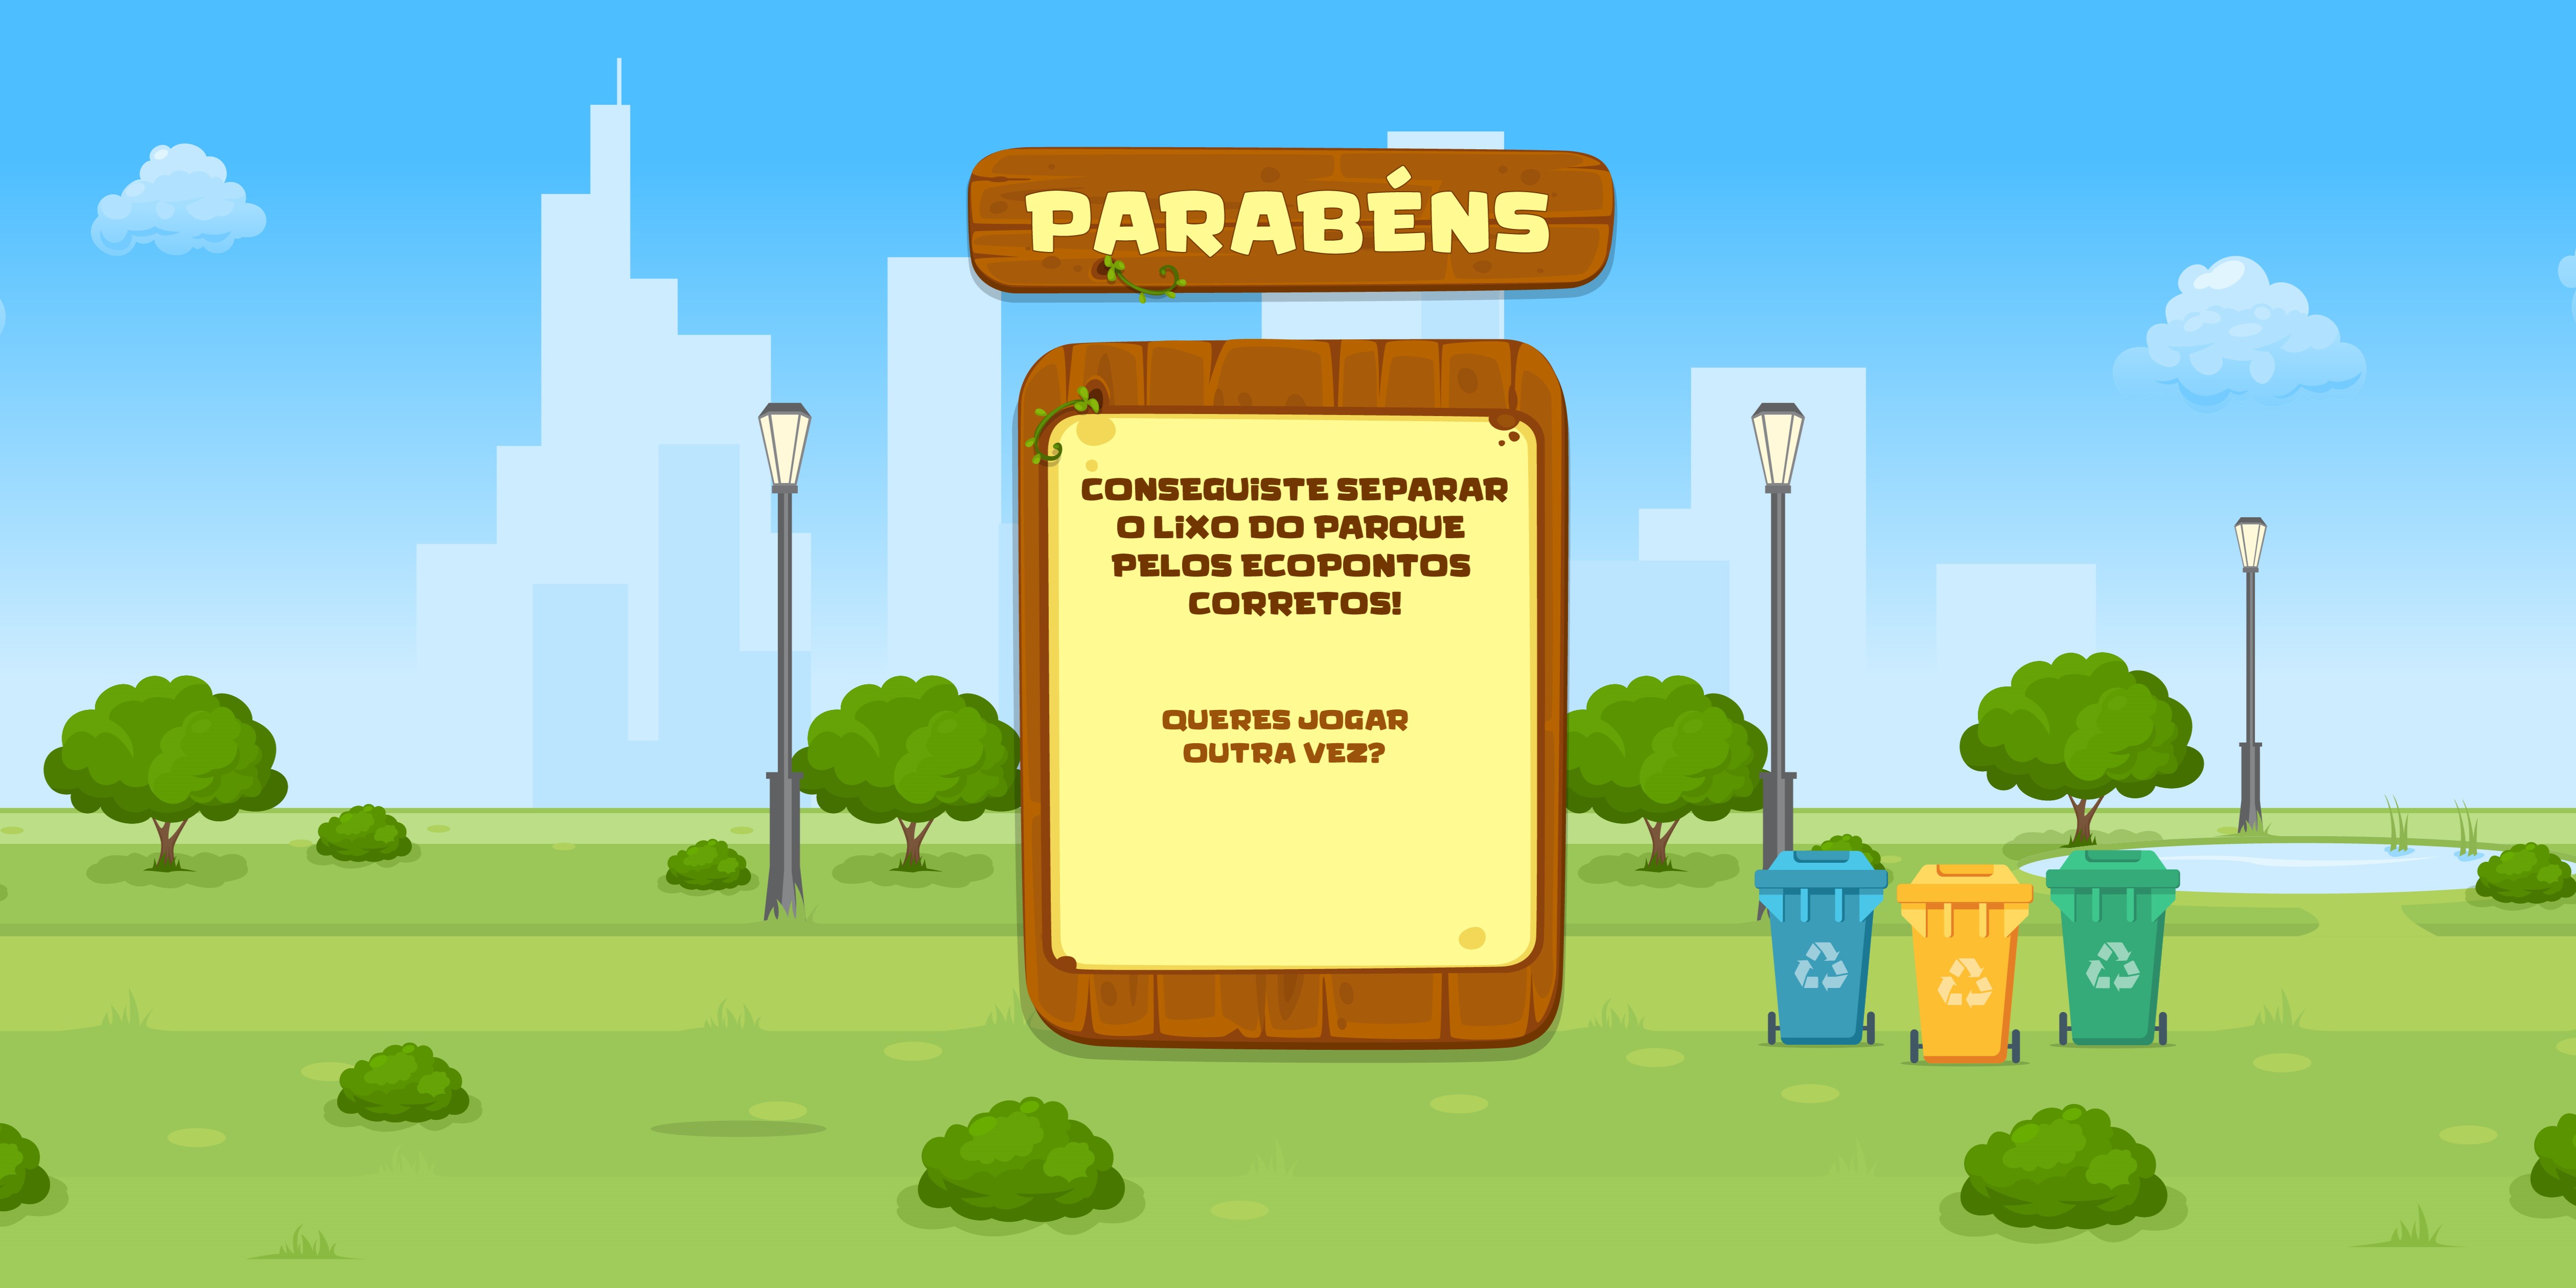 PARABÉNS
CONSEGUISTE SEPARAR
O LIXO DO PARQUE
PELOS ECOPONTOS
CORRETOS!
QUERES JOGAR
OUTRA VEZ?